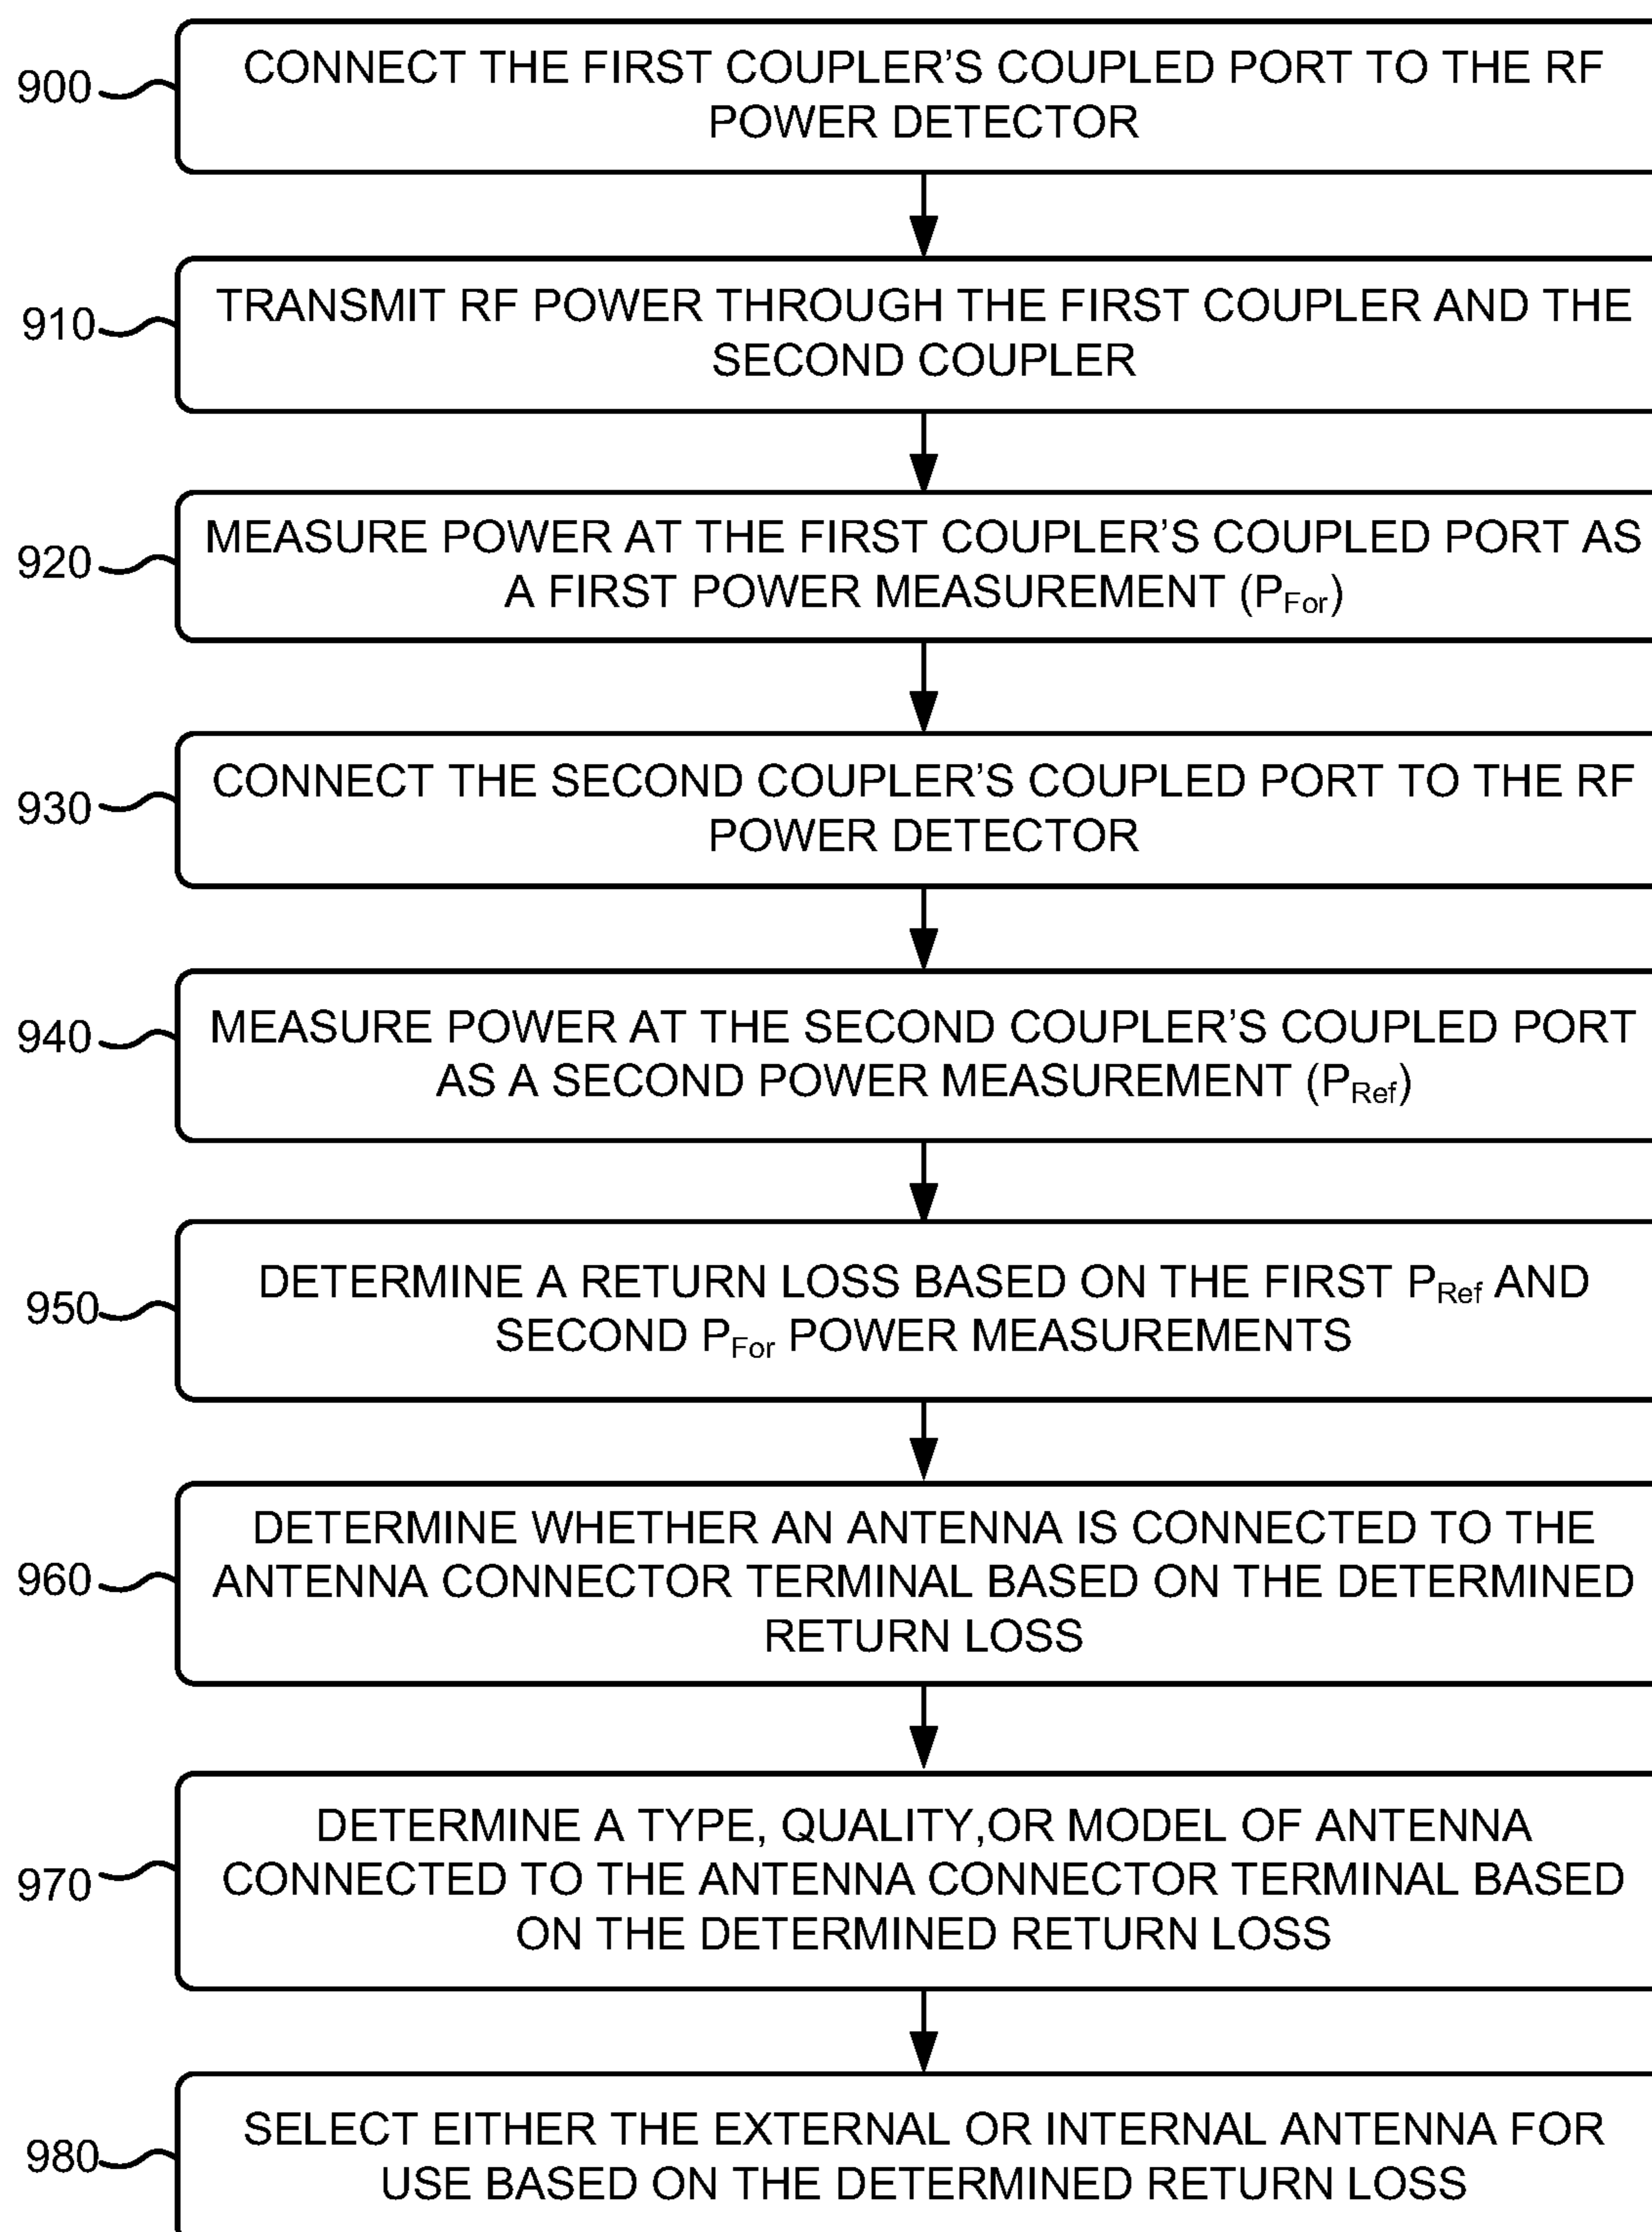 900
CONNECT THE FIRST COUPLER’S COUPLED PORT TO THE RF
POWER DETECTOR
910
TRANSMIT RF POWER THROUGH THE FIRST COUPLER AND THE
SECOND COUPLER
920
MEASURE POWER AT THE FIRST COUPLER’S COUPLED PORT AS
A FIRST POWER MEASUREMENT (PFor)
930
CONNECT THE SECOND COUPLER’S COUPLED PORT TO THE RF
POWER DETECTOR
940
MEASURE POWER AT THE SECOND COUPLER’S COUPLED PORT
AS A SECOND POWER MEASUREMENT (PRef)
950
DETERMINE A RETURN LOSS BASED ON THE FIRST PRef AND
SECOND PFor POWER MEASUREMENTS
960
DETERMINE WHETHER AN ANTENNA IS CONNECTED TO THE
ANTENNA CONNECTOR TERMINAL BASED ON THE DETERMINED
RETURN LOSS
970
DETERMINE A TYPE, QUALITY,OR MODEL OF ANTENNA
CONNECTED TO THE ANTENNA CONNECTOR TERMINAL BASED
ON THE DETERMINED RETURN LOSS
980
SELECT EITHER THE EXTERNAL OR INTERNAL ANTENNA FOR
USE BASED ON THE DETERMINED RETURN LOSS